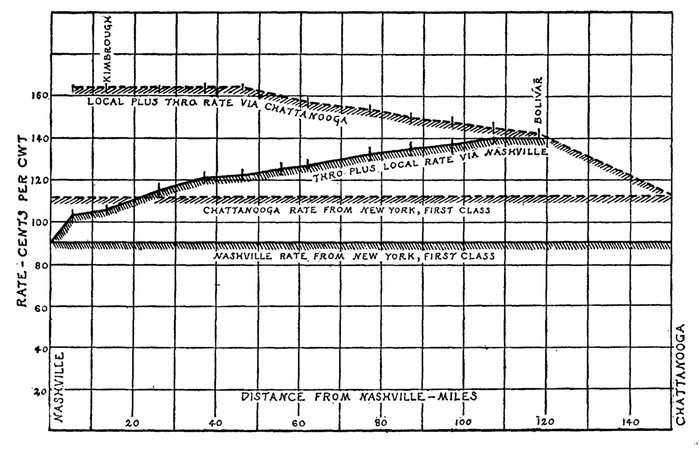 KIMBROUGH
BOLIVAR
160
LOCAL PLUS THRO RATE VIA CHATTANOOGA
140
THRO PLUS LOCAL RATE VIA NASHVILLE
120
CHATTANOOGA RATE FROM NEW YORK, FIRST CLASS
100
NASHVILLE RATE FROM NEW YORK, FIRST CLASS
80
60
40
20
RATE - CENTS PER CWT
NASHVILLE
CHATTANOOGA
DISTANCE FROM NASHVILLE - MILES
20 40 60 80 100 120 140